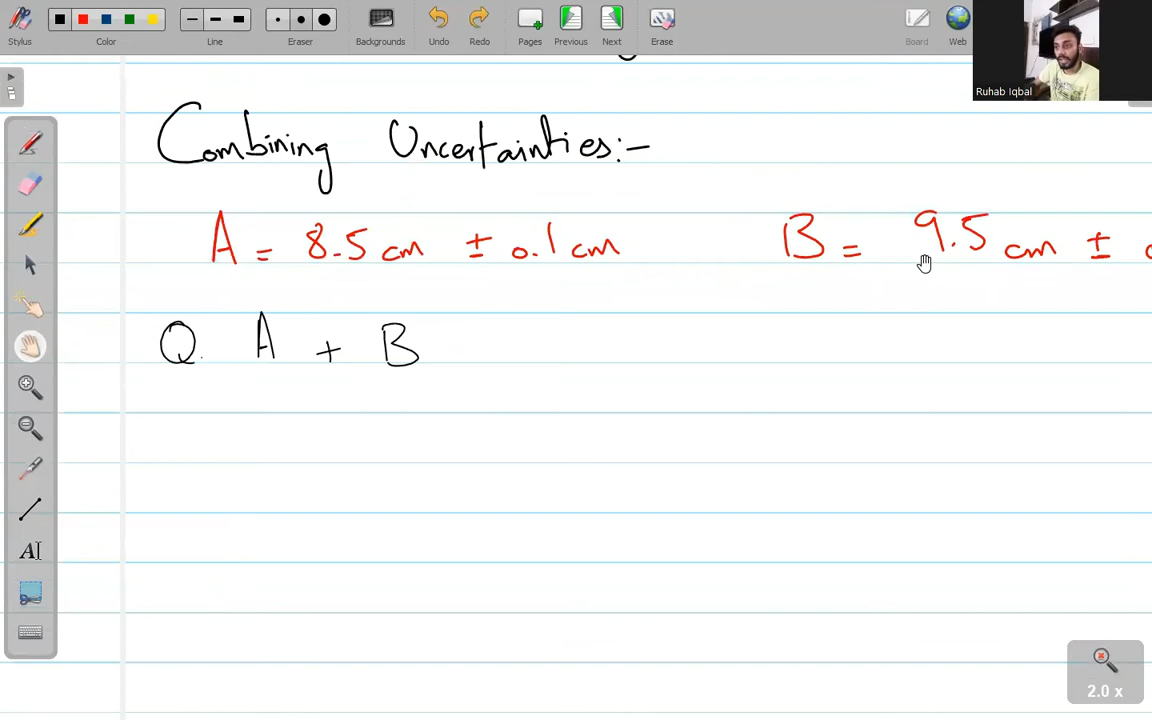 Stylus Color Line Eraser Backgrounds Undo Redo Pages Previous Next Erase Board Web
Ruhab Iqbal
Combining Uncertainties:-
A = 8.5 cm ± 0.1 cm B = 9.5 cm ±
Q. A + B
2.0 x